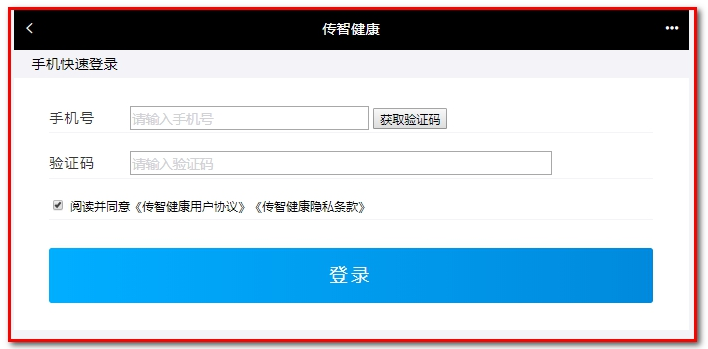 传智健康
手机快速登录
手机号 请输入手机号 获取验证码
验证码 请输入验证码
阅读并同意《传智健康用户协议》《传智健康隐私条款》
登录